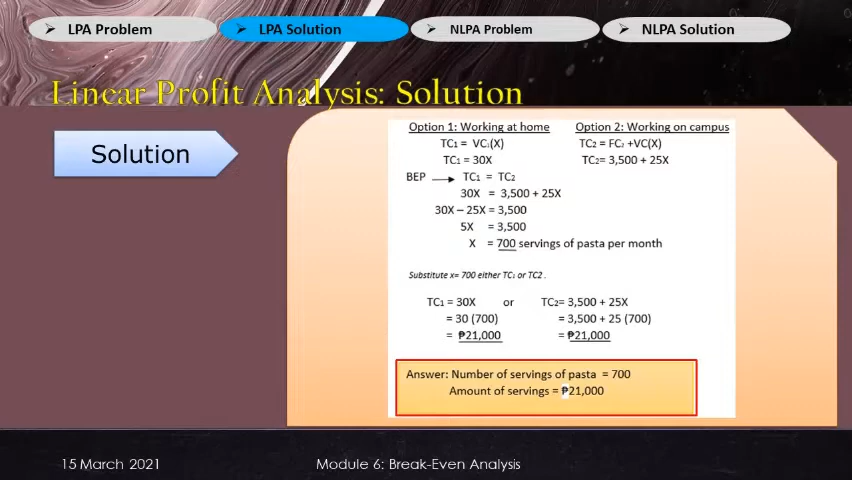 ➢ LPA Problem
➢ LPA Solution
➢ NLPA Problem
➢ NLPA Solution
Linear Profit Analysis: Solution
Solution
Option 1: Working at home Option 2: Working on campus
TC₁ = VC₁(X) TC₂ = FC₂ +VC(X)
TC₁ = 30X TC₂= 3,500 + 25X
BEP → TC₁ = TC₂
30X = 3,500 + 25X
30X – 25X = 3,500
5X = 3,500
X = 700 servings of pasta per month
Substitute x= 700 either TC₁ or TC2 .
TC₁ = 30X or TC₂= 3,500 + 25X
= 30 (700) = 3,500 + 25 (700)
= ₱21,000 = ₱21,000
Answer: Number of servings of pasta = 700
Amount of servings = ₱21,000
15 March 2021 Module 6: Break-Even Analysis